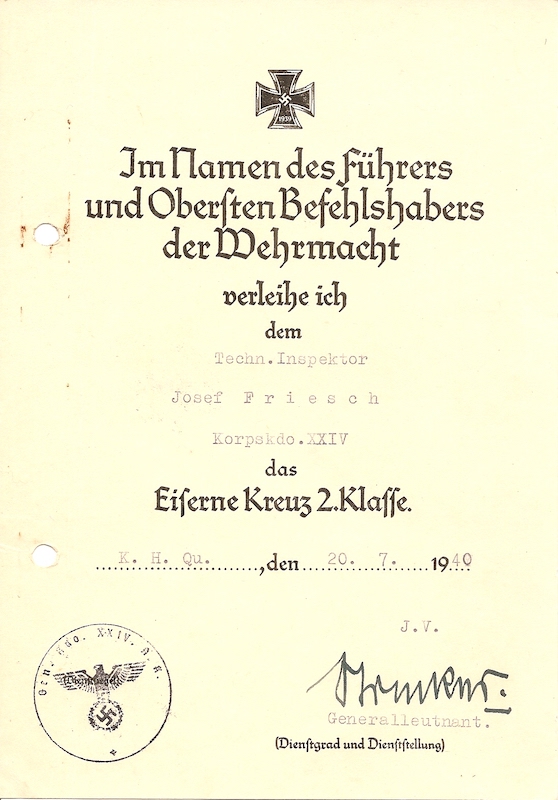 1939
Im Namen des Führers
und Obersten Befehlshabers
der Wehrmacht
verleihe ich
dem
Techn.Inspektor
Josef F r i e s c h
Korpskdo.XXIV
das
Eiserne Kreuz 2.Klasse.
K. H. Qu. ,den 20. 7. 1940
J.V.
Generalleutnant.
(Dienstgrad und Dienststellung)
Gen. Kdo. XXIV. A. K.
(Dienstsiegel)